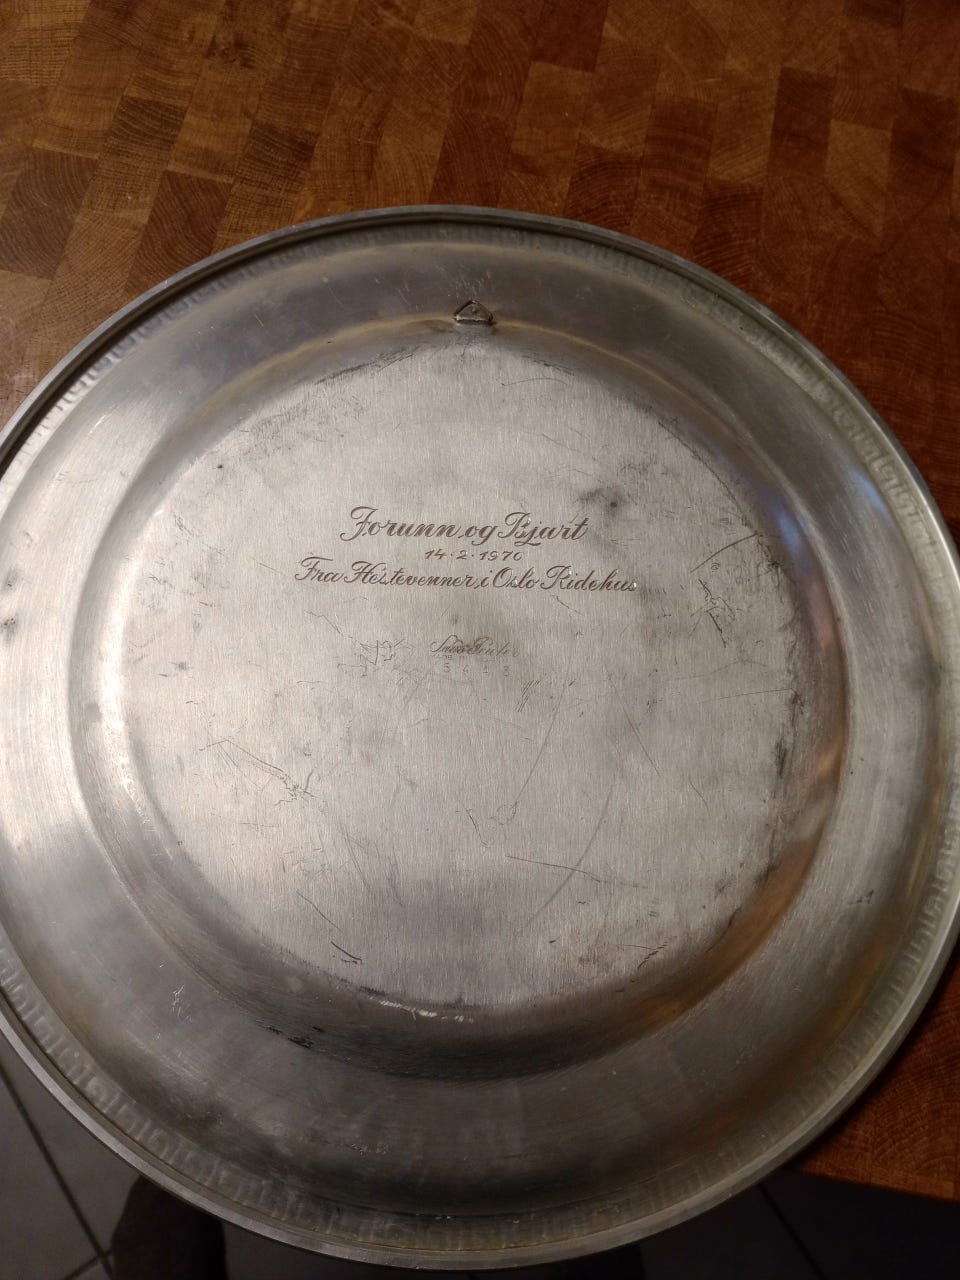 Jorunn og Bjart
14·2·1970
Fra Hestevenner i Oslo Ridehus